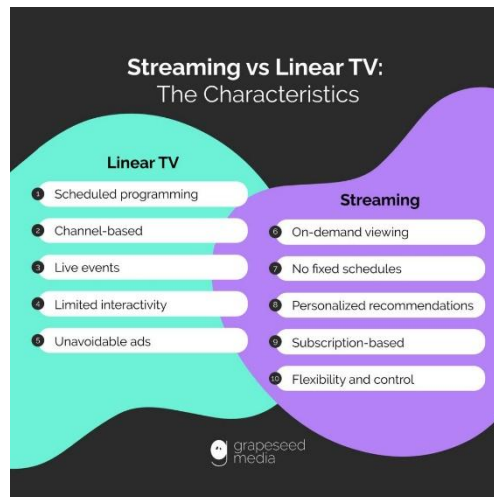 Streaming vs Linear TV:
The Characteristics
Linear TV
1 Scheduled programming
2 Channel-based
3 Live events
4 Limited interactivity
5 Unavoidable ads
Streaming
6 On-demand viewing
7 No fixed schedules
8 Personalized recommendations
9 Subscription-based
10 Flexibility and control
grapeseed
media